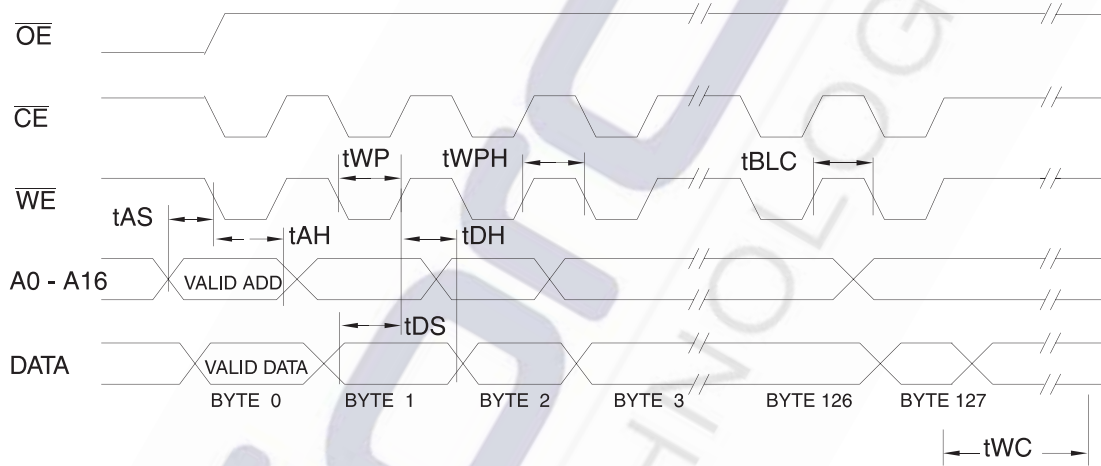 OE
CE
tWP
tWPH
tBLC
WE
tAS
tAH
tDH
A0 - A16
VALID ADD
tDS
DATA
VALID DATA
BYTE 0
BYTE 1
BYTE 2
BYTE 3
BYTE 126
BYTE 127
tWC